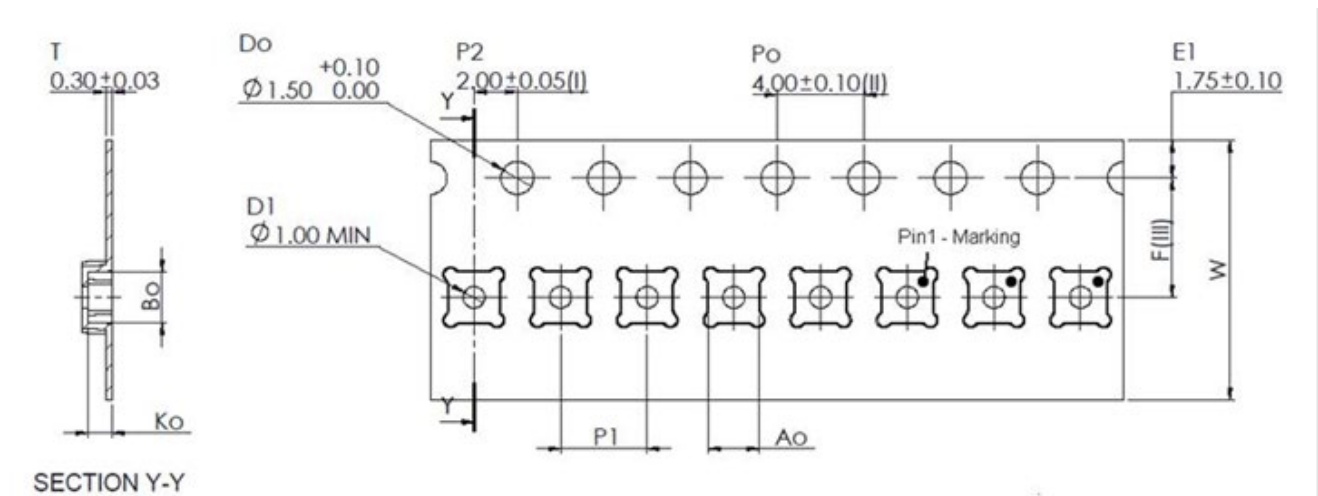 T
0.30±0.03
Do
+0.10
Ø1.50 0.00
P2
2.00±0.05(I)
Po
4.00±0.10(II)
E1
1.75±0.10
Y
D1
Ø1.00 MIN
Pin1 - Marking
F(III)
W
Bo
Ko
Y
P1
Ao
SECTION Y-Y